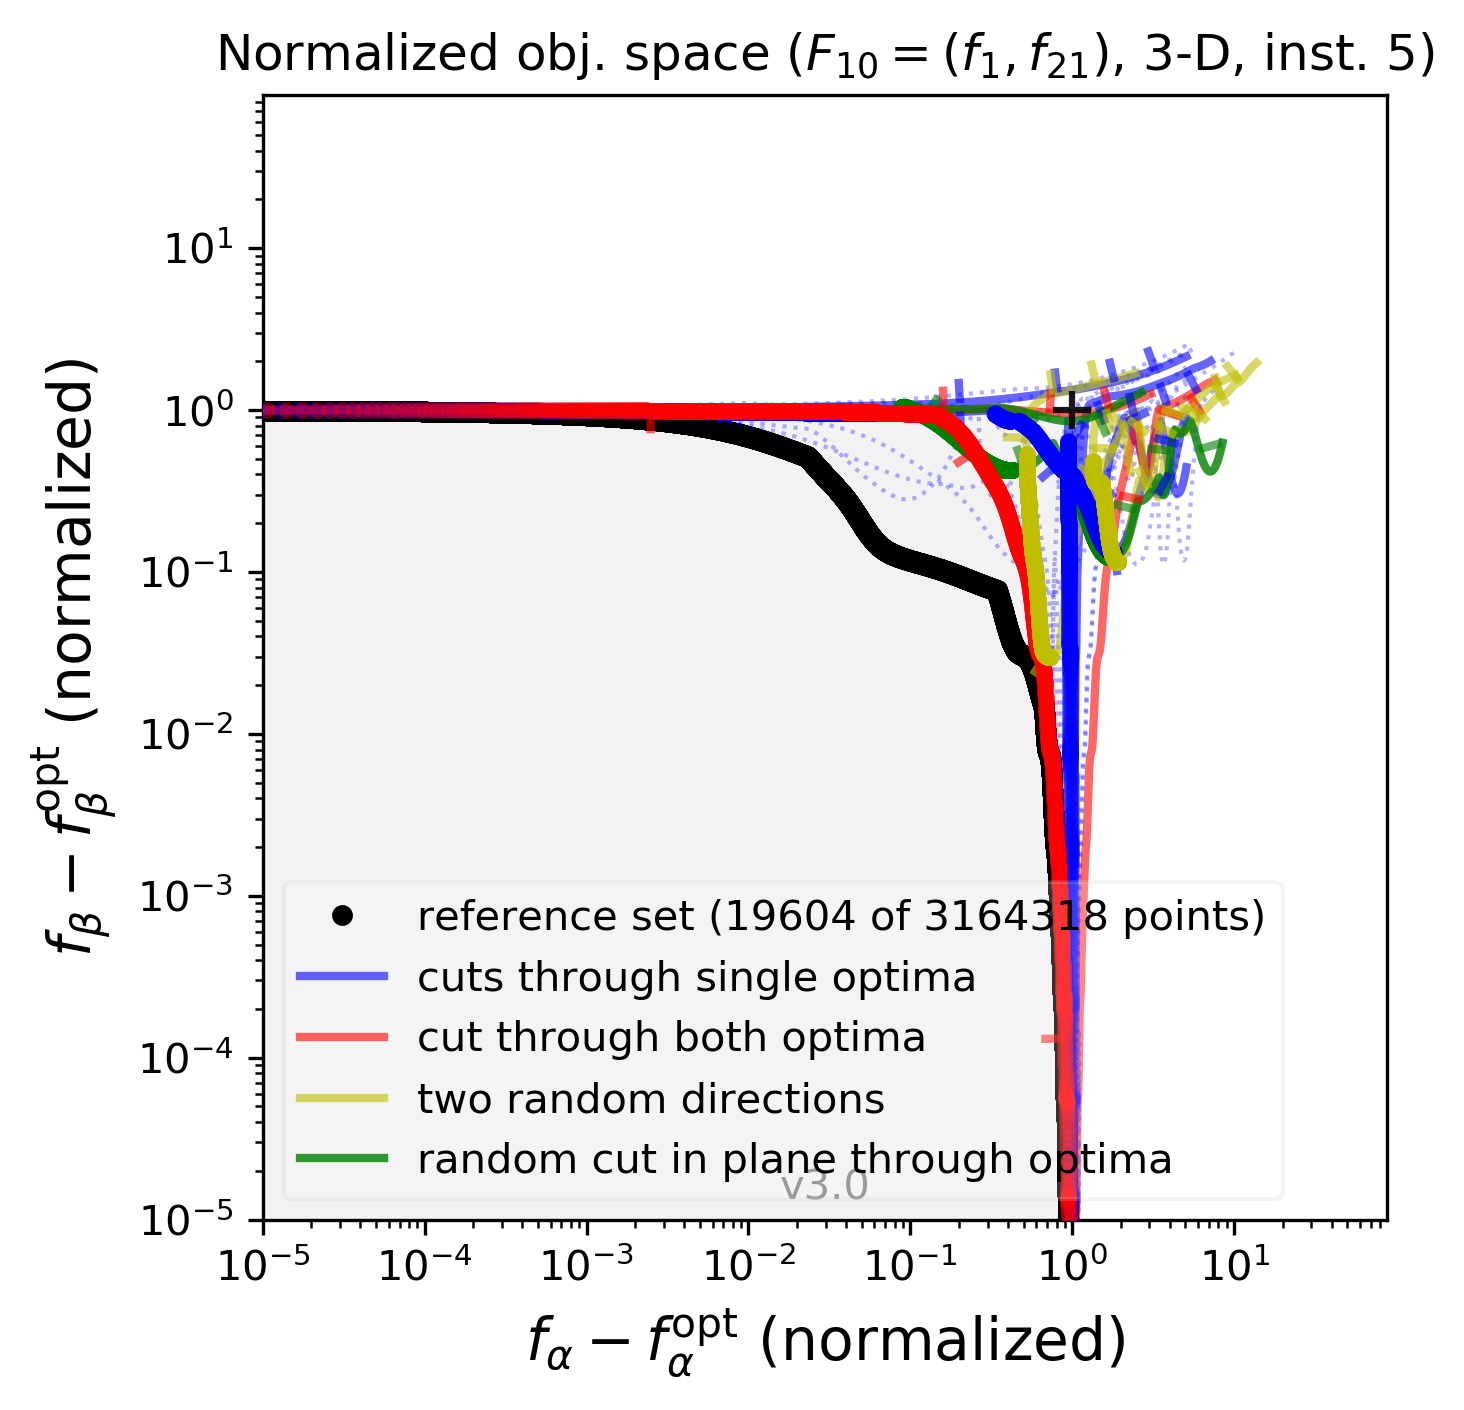 Normalized obj. space (F₁₀ = (f₁, f₂₁), 3-D, inst. 5)
f_β − f_β^opt (normalized)
10¹
10⁰
10⁻¹
10⁻²
10⁻³
10⁻⁴
10⁻⁵
reference set (19604 of 3164318 points)
cuts through single optima
cut through both optima
two random directions
random cut in plane through optima
v3.0
10⁻⁵ 10⁻⁴ 10⁻³ 10⁻² 10⁻¹ 10⁰ 10¹
f_α − f_α^opt (normalized)